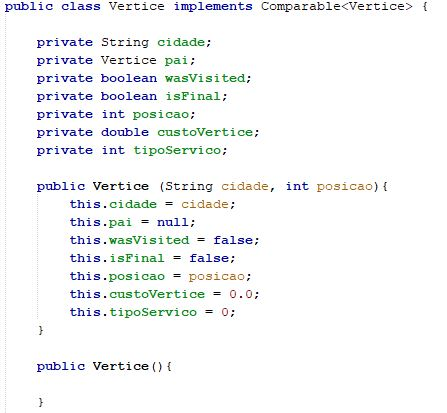 public class Vertice implements Comparable<Vertice> {
private String cidade;
private Vertice pai;
private boolean wasVisited;
private boolean isFinal;
private int posicao;
private double custoVertice;
private int tipoServico;
public Vertice (String cidade, int posicao){
this.cidade = cidade;
this.pai = null;
this.wasVisited = false;
this.isFinal = false;
this.posicao = posicao;
this.custoVertice = 0.0;
this.tipoServico = 0;
}
public Vertice(){
}